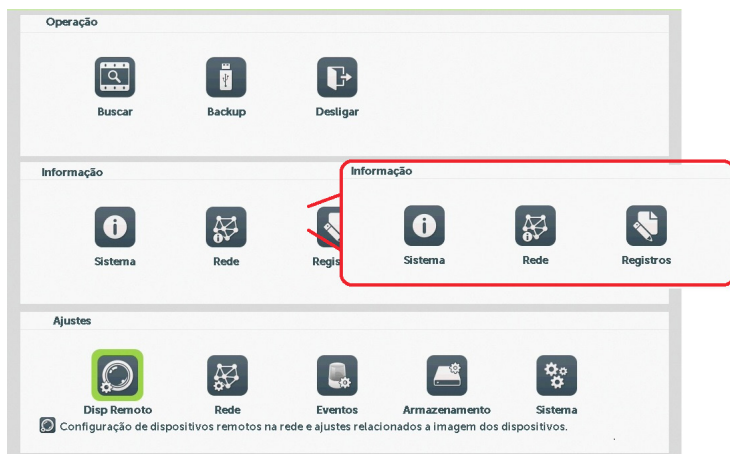 Operação
Buscar Backup Desligar
Informação
Sistema Rede Regis
Informação
Sistema Rede Registros
Ajustes
Disp Remoto Rede Eventos Armazenamento Sistema
Configuração de dispositivos remotos na rede e ajustes relacionados a imagem dos dispositivos.